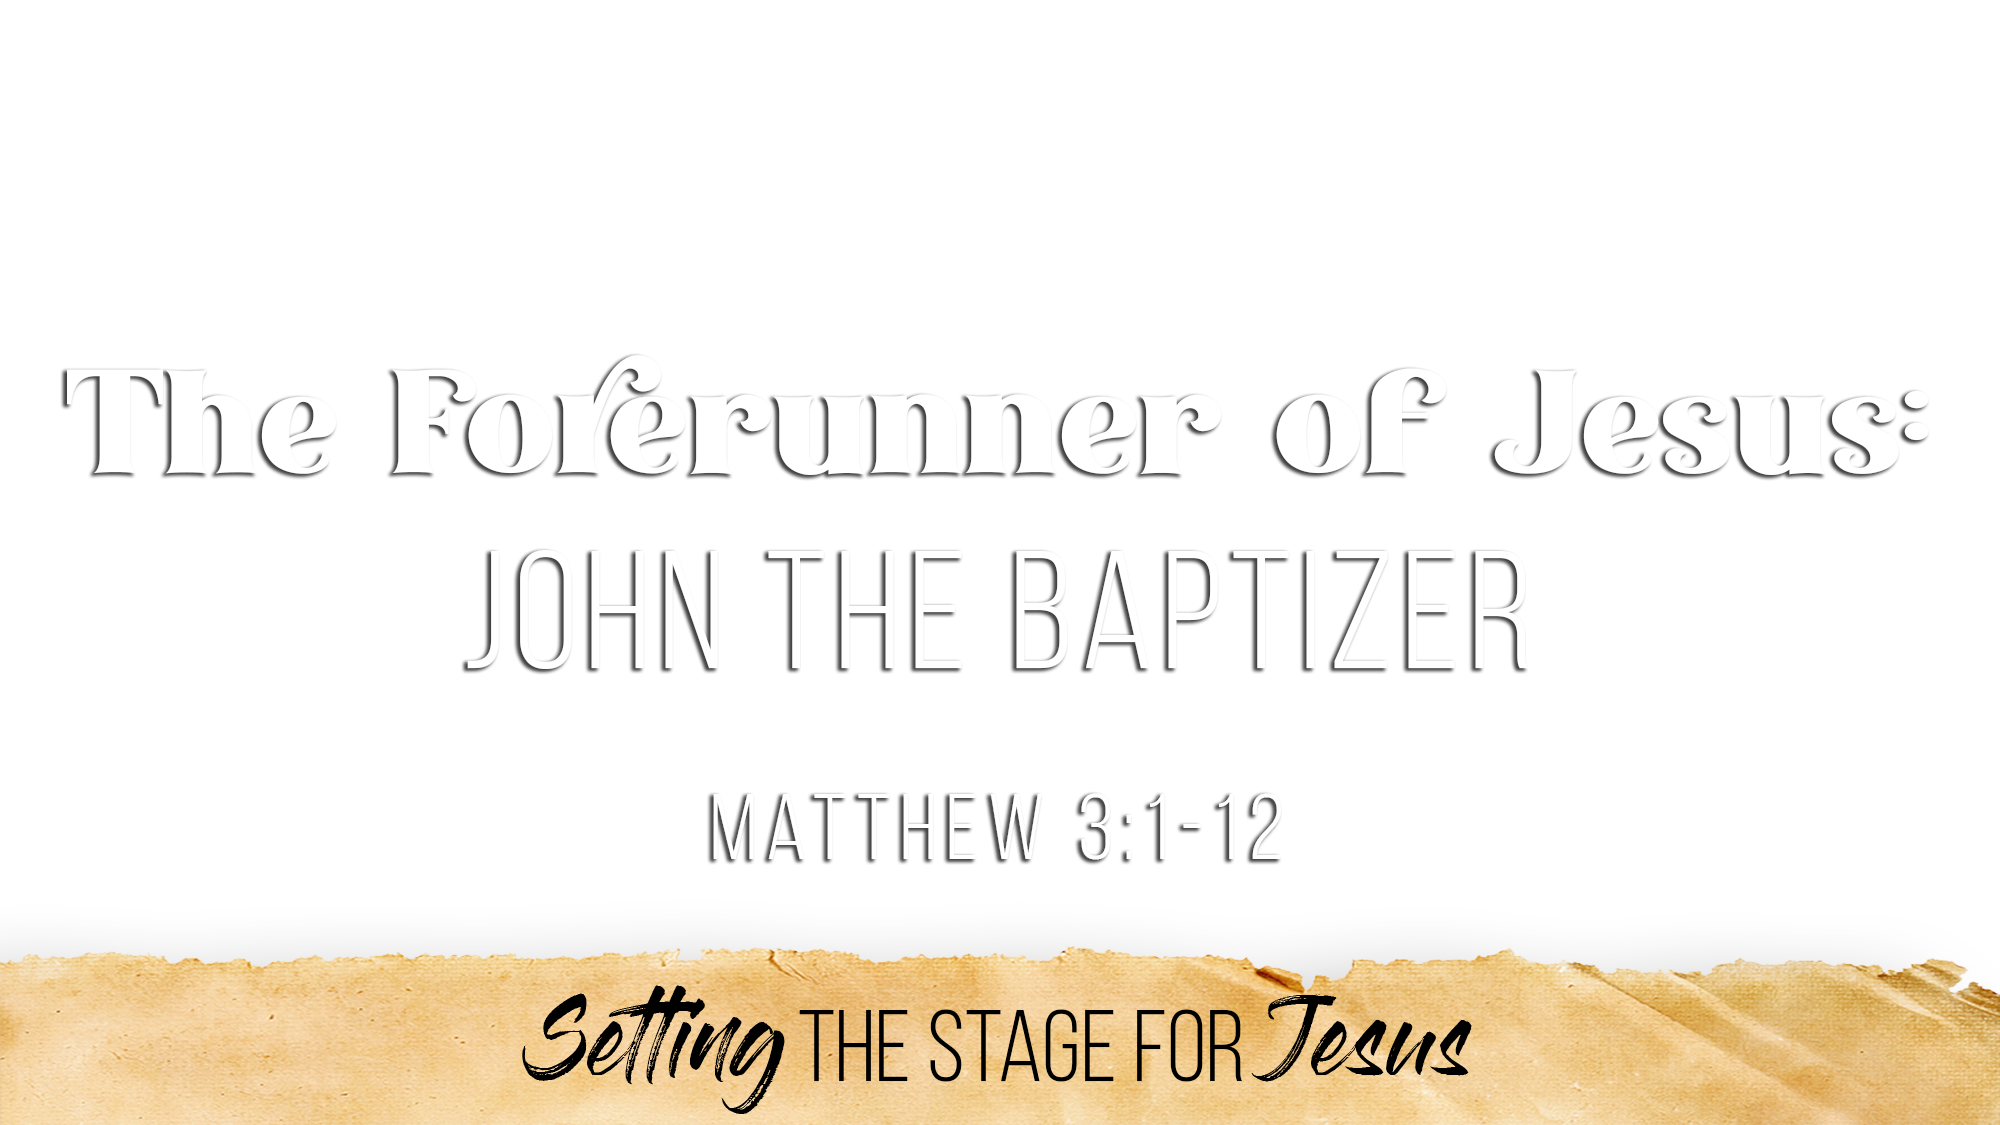 The Forerunner of Jesus:
JOHN THE BAPTIZER
MATTHEW 3:1-12
Setting THE STAGE FOR Jesus